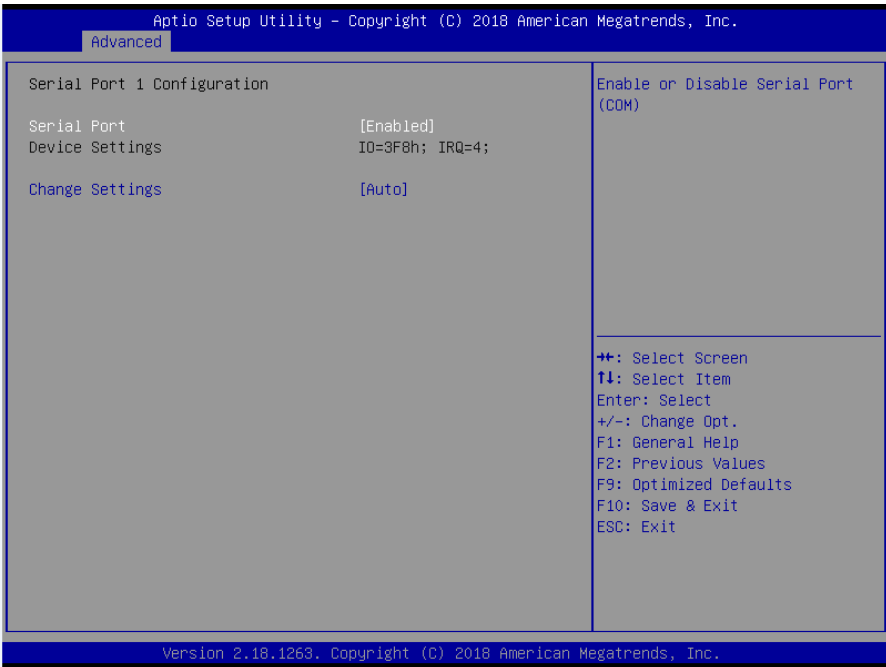 Aptio Setup Utility – Copyright (C) 2018 American Megatrends, Inc.
Advanced
Serial Port 1 Configuration
Serial Port [Enabled]
Device Settings IO=3F8h; IRQ=4;
Change Settings [Auto]
Enable or Disable Serial Port
(COM)
→←: Select Screen
↑↓: Select Item
Enter: Select
+/-: Change Opt.
F1: General Help
F2: Previous Values
F9: Optimized Defaults
F10: Save & Exit
ESC: Exit
Version 2.18.1263. Copyright (C) 2018 American Megatrends, Inc.